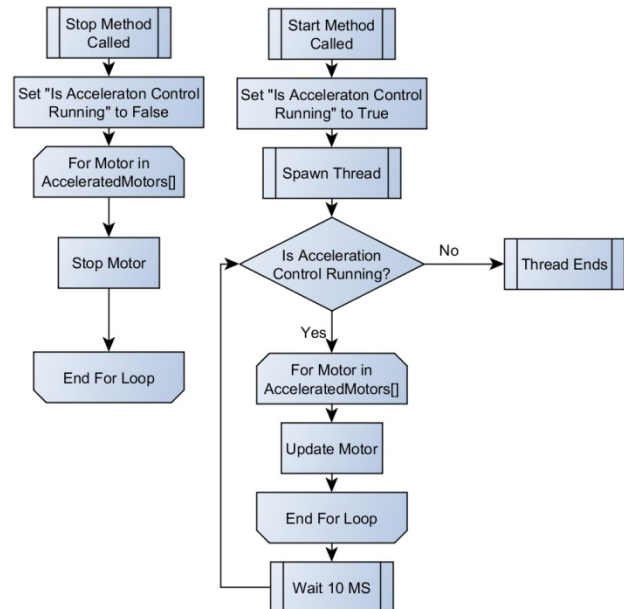 Stop Method
Called
Set "Is Acceleraton Control
Running" to False
For Motor in
AcceleratedMotors[]
Stop Motor
End For Loop
Start Method
Called
Set "Is Acceleraton Control
Running" to True
Spawn Thread
Is Acceleration
Control Running?
No
Thread Ends
Yes
For Motor in
AcceleratedMotors[]
Update Motor
End For Loop
Wait 10 MS